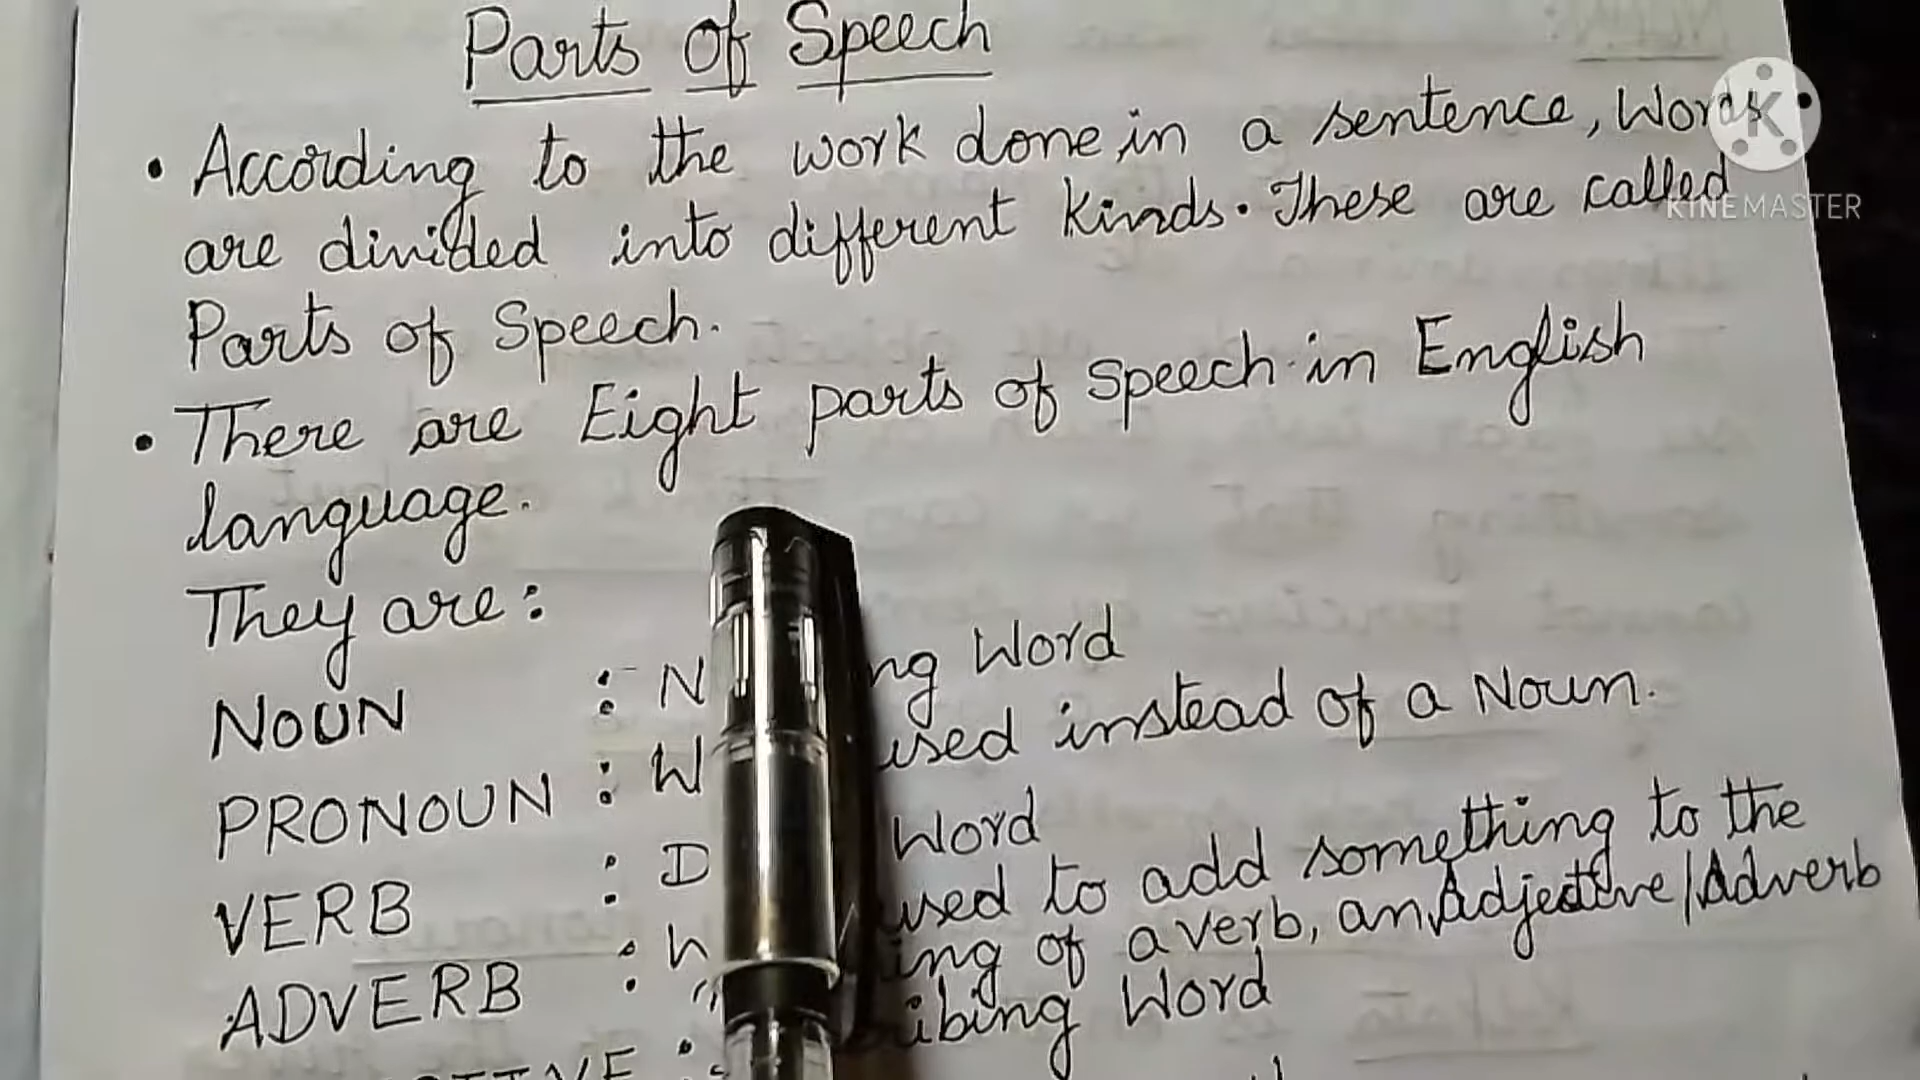 Parts of Speech
• According to the work done in a sentence, Words
are divided into different kinds. These are called
Parts of Speech.
• There are Eight parts of speech in English
language.
They are:
NOUN : Word
PRONOUN : used instead of a Noun.
VERB : Word
ADVERB : used to add something to the
of a verb, an Adjective/Adverb
: Word
K
KINEMASTER